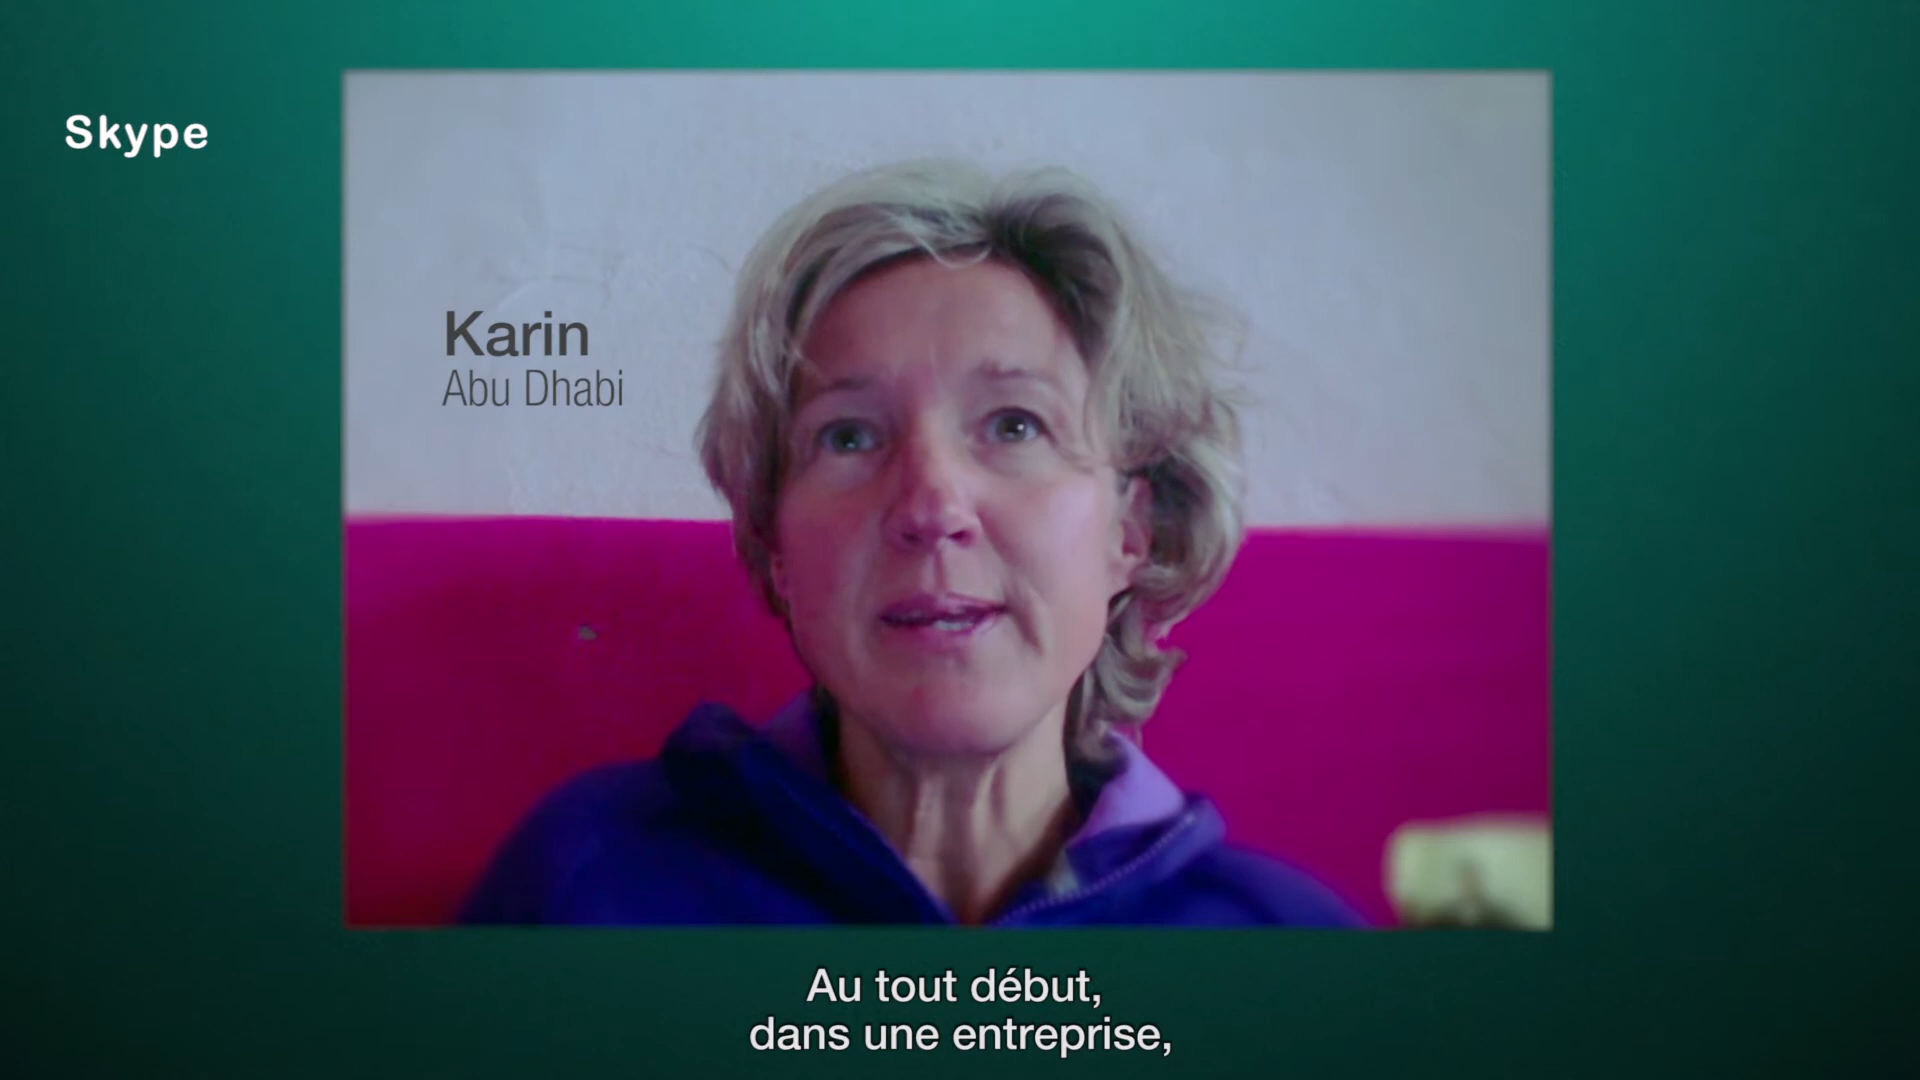 Skype
Karin
Abu Dhabi
Au tout début,
dans une entreprise,